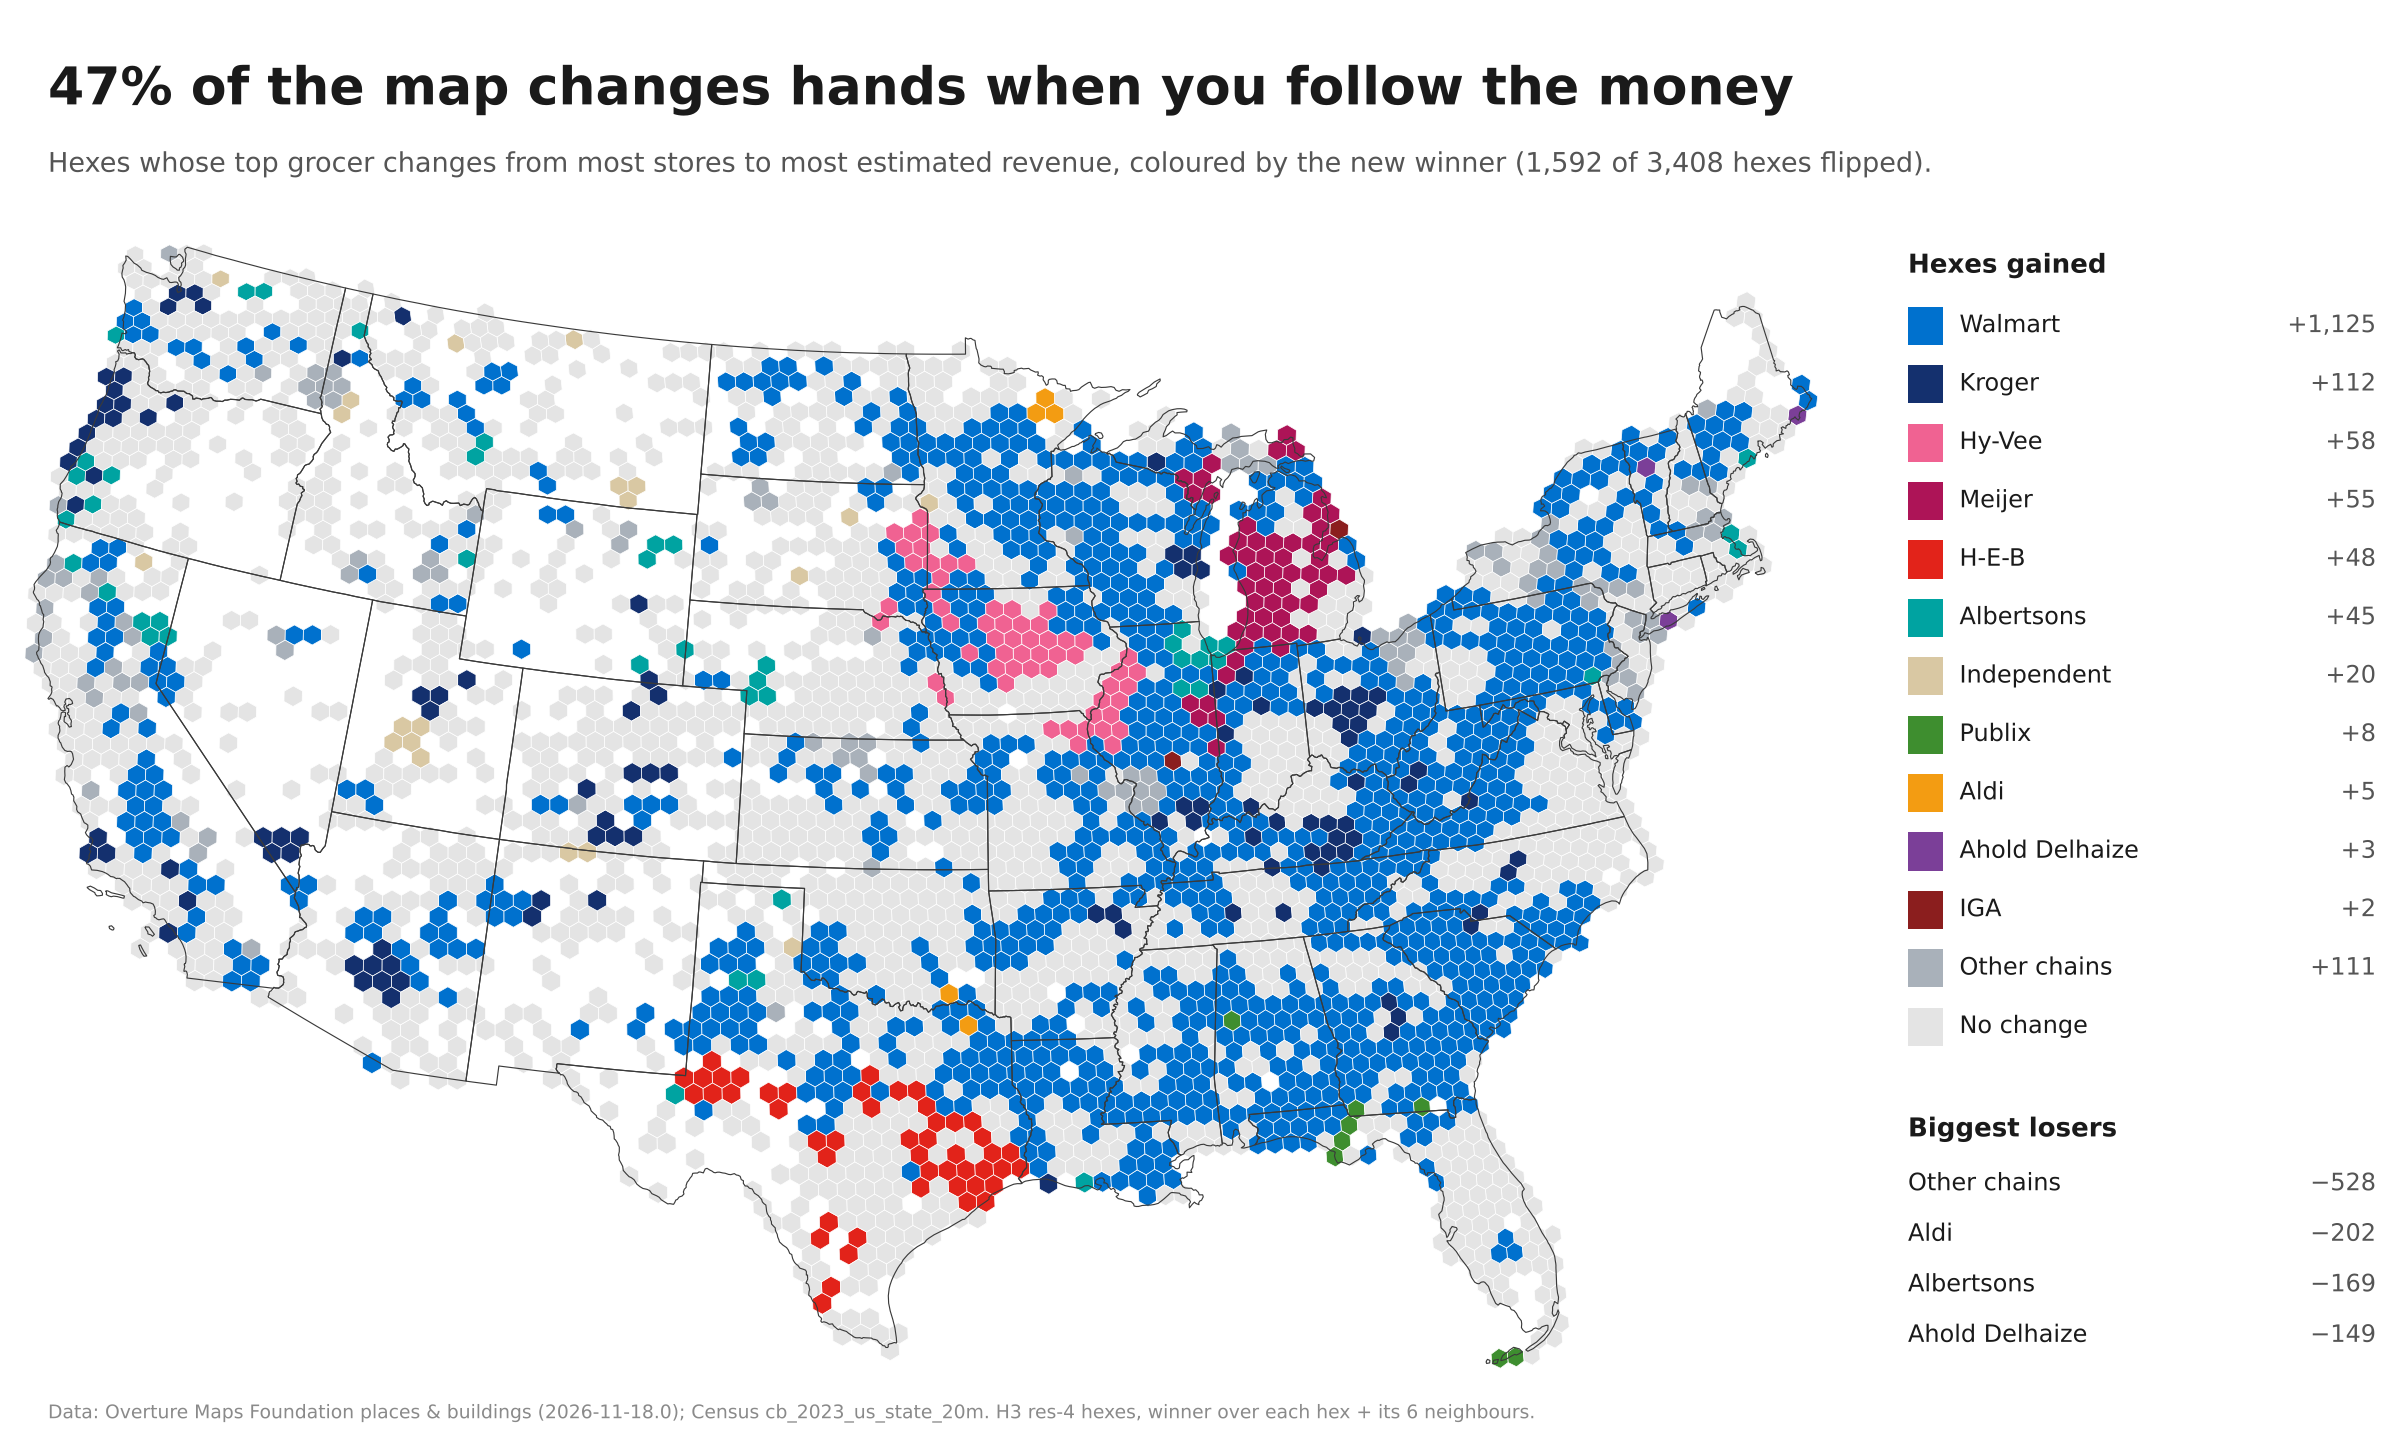 47% of the map changes hands when you follow the money
Hexes whose top grocer changes from most stores to most estimated revenue, coloured by the new winner (1,592 of 3,408 hexes flipped).
Hexes gained
Walmart +1,125
Kroger +112
Hy-Vee +58
Meijer +55
H-E-B +48
Albertsons +45
Independent +20
Publix +8
Aldi +5
Ahold Delhaize +3
IGA +2
Other chains +111
No change
Biggest losers
Other chains −528
Aldi −202
Albertsons −169
Ahold Delhaize −149
Data: Overture Maps Foundation places & buildings (2026-11-18.0); Census cb_2023_us_state_20m. H3 res-4 hexes, winner over each hex + its 6 neighbours.